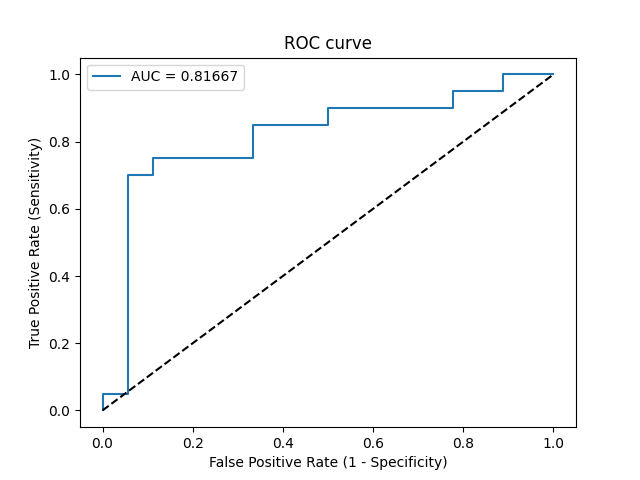 ROC curve
AUC = 0.81667
1.0
0.8
0.6
0.4
0.2
0.0
True Positive Rate (Sensitivity)
0.0 0.2 0.4 0.6 0.8 1.0
False Positive Rate (1 - Specificity)